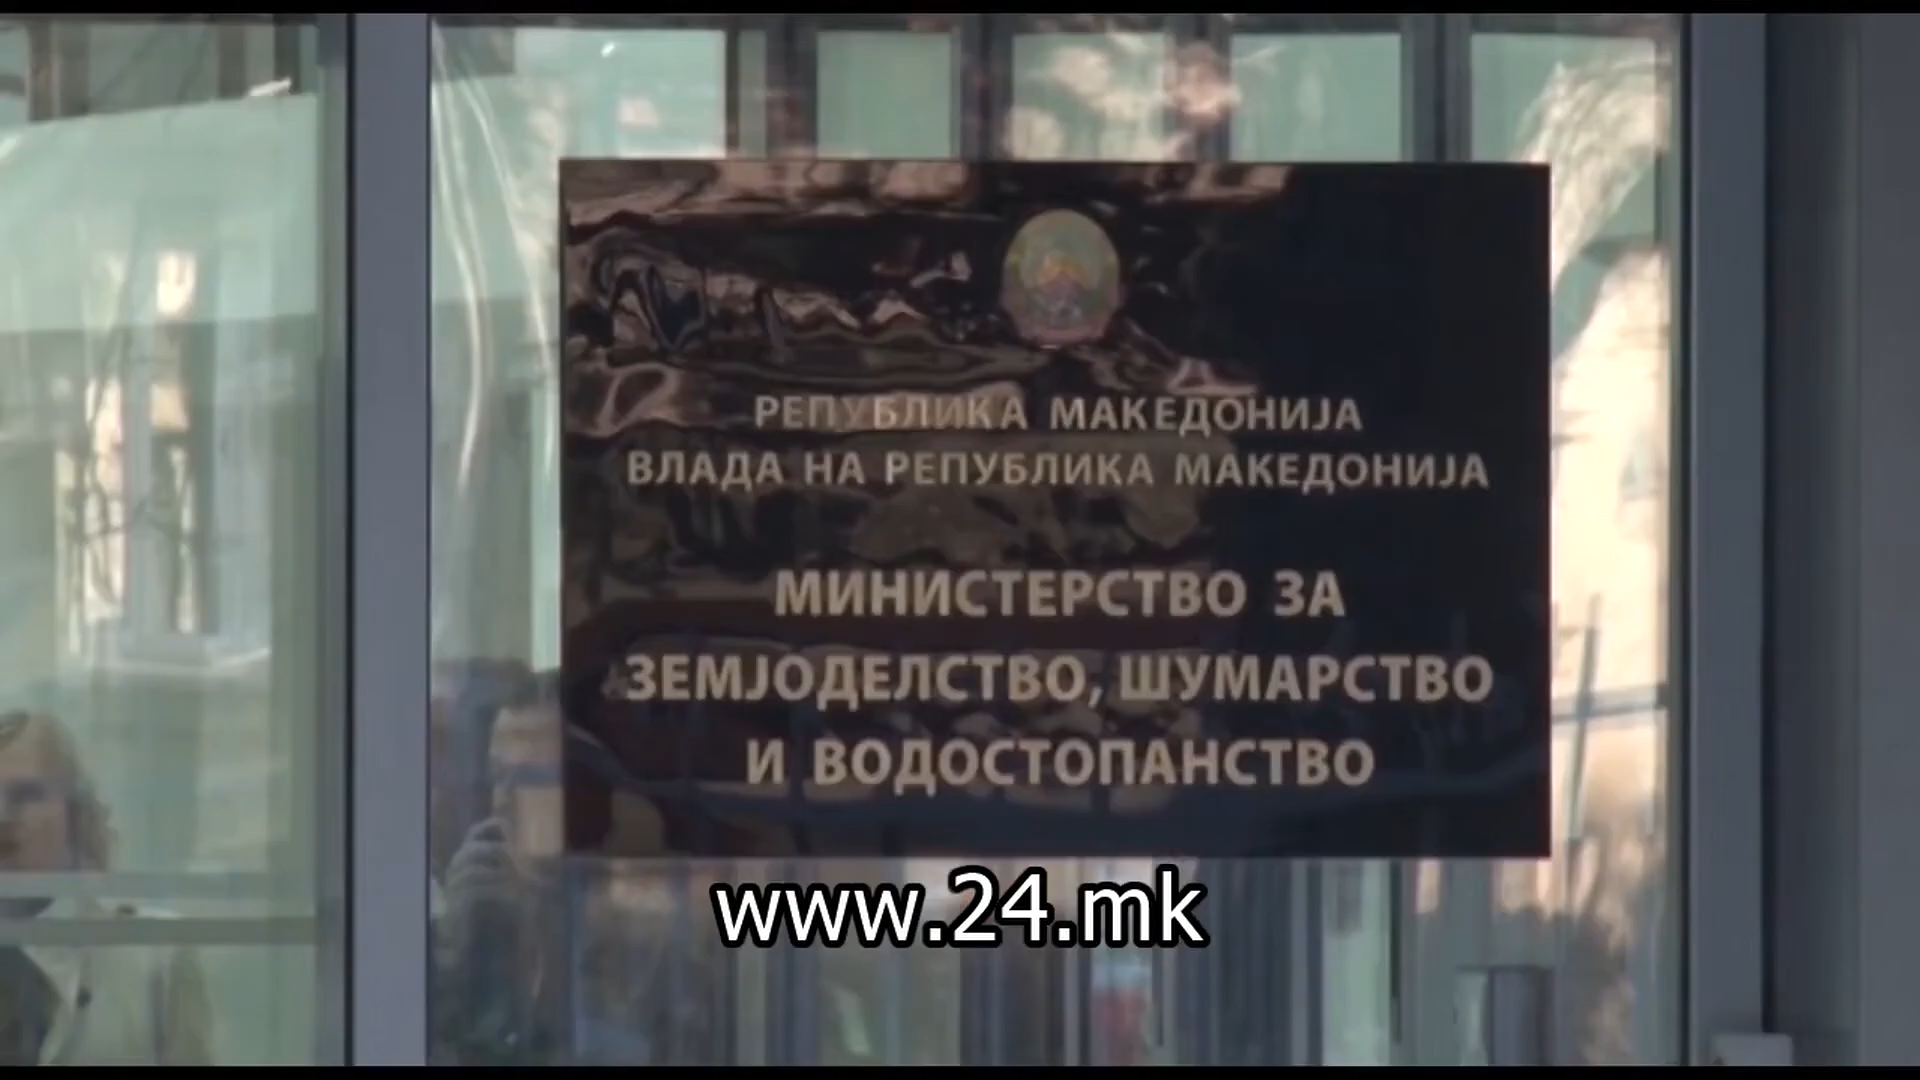 РЕПУБЛИКА МАКЕДОНИЈА
ВЛАДА НА РЕПУБЛИКА МАКЕДОНИЈА
МИНИСТЕРСТВО ЗА
ЗЕМЈОДЕЛСТВО, ШУМАРСТВО
И ВОДОСТОПАНСТВО
www.24.mk